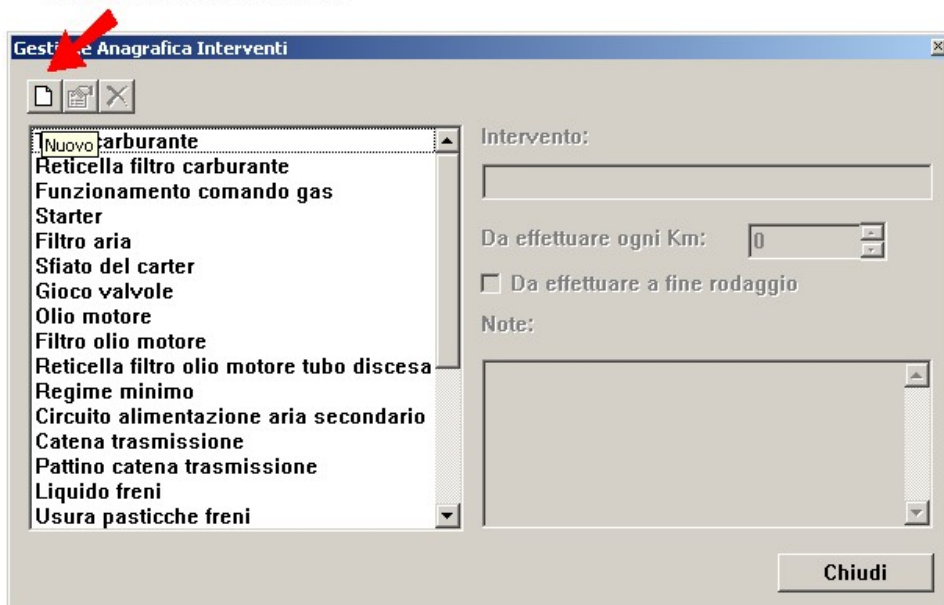 Gestione Anagrafica Interventi
Nuovo
carburante
Reticella filtro carburante
Funzionamento comando gas
Starter
Filtro aria
Sfiato del carter
Gioco valvole
Olio motore
Filtro olio motore
Reticella filtro olio motore tubo discesa
Regime minimo
Circuito alimentazione aria secondario
Catena trasmissione
Pattino catena trasmissione
Liquido freni
Usura pasticche freni
Intervento:
Da effettuare ogni Km: 0
Da effettuare a fine rodaggio
Note:
Chiudi